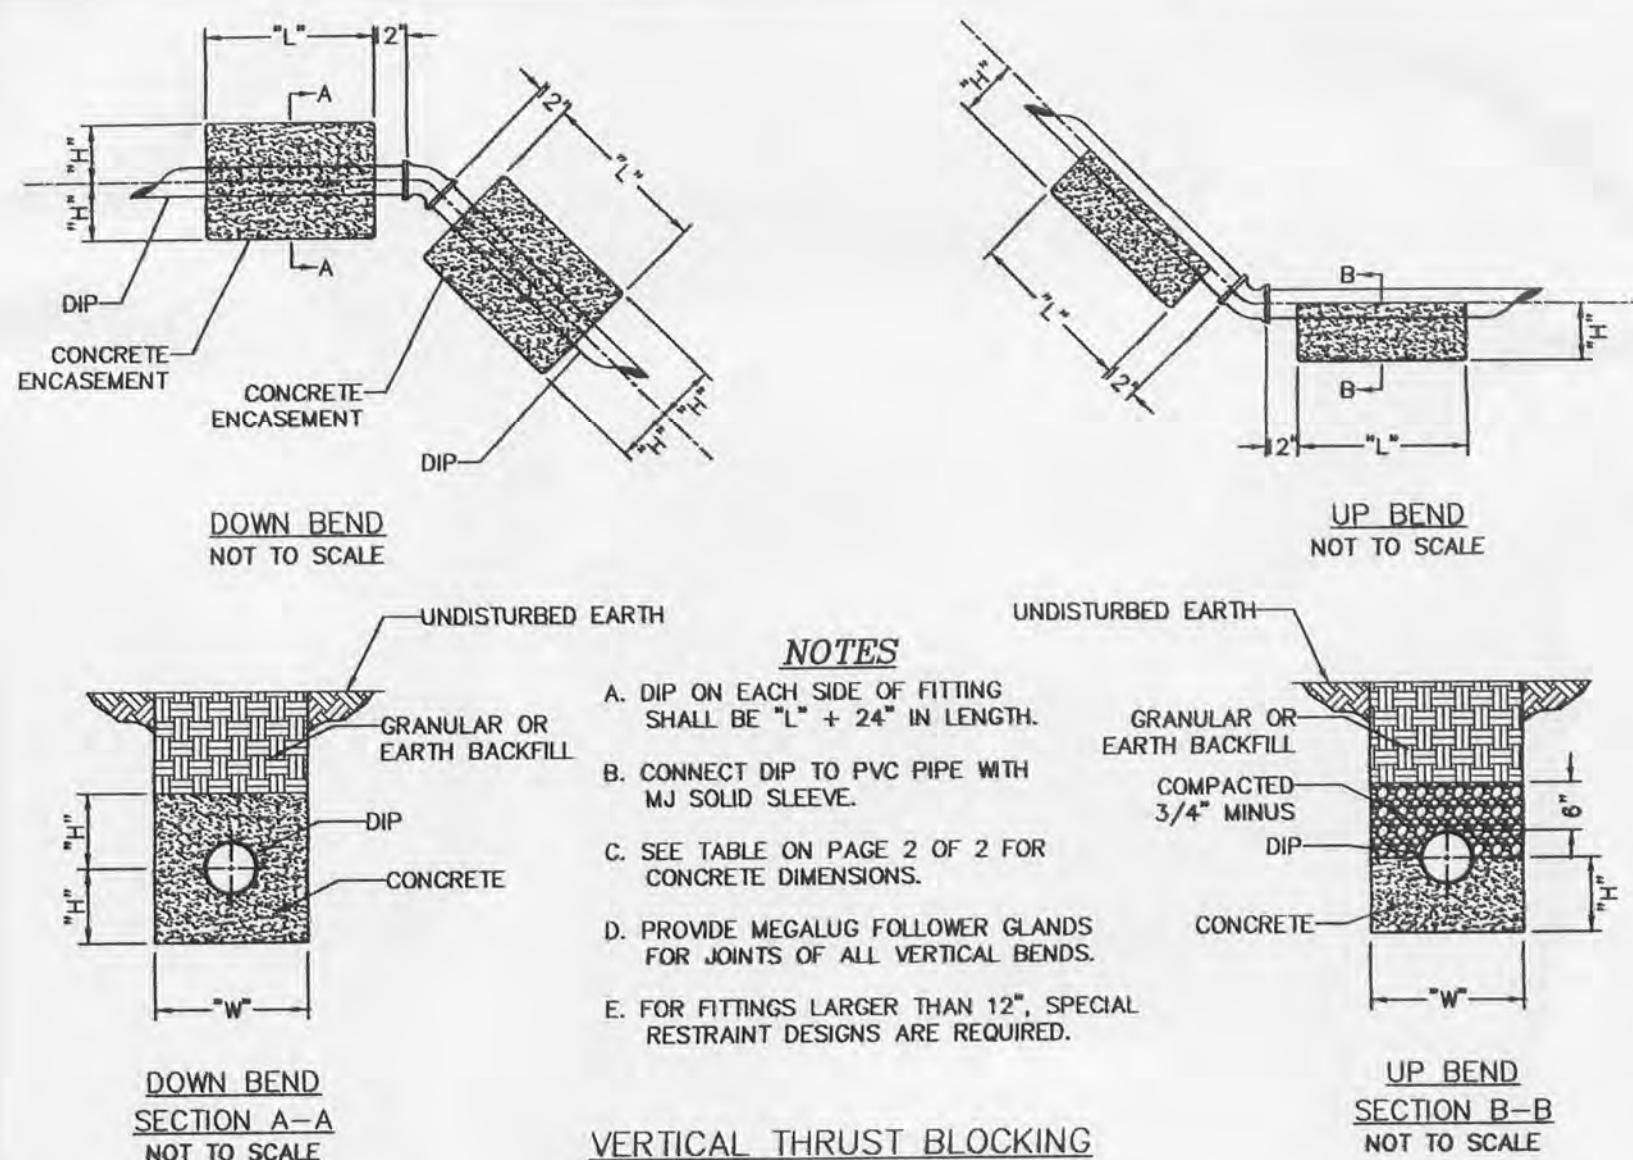 "L"
2"
A
"H"
"H"
A
DIP
CONCRETE
ENCASEMENT
2"
"L"
CONCRETE
ENCASEMENT
DIP
"H"
"H"
DOWN BEND
NOT TO SCALE
"H"
"L"
2"
B
B
"H"
2"
"L"
UP BEND
NOT TO SCALE
UNDISTURBED EARTH
GRANULAR OR
EARTH BACKFILL
"H"
"H"
DIP
CONCRETE
"W"
DOWN BEND
SECTION A-A
NOT TO SCALE
NOTES
A. DIP ON EACH SIDE OF FITTING
SHALL BE "L" + 24" IN LENGTH.
B. CONNECT DIP TO PVC PIPE WITH
MJ SOLID SLEEVE.
C. SEE TABLE ON PAGE 2 OF 2 FOR
CONCRETE DIMENSIONS.
D. PROVIDE MEGALUG FOLLOWER GLANDS
FOR JOINTS OF ALL VERTICAL BENDS.
E. FOR FITTINGS LARGER THAN 12", SPECIAL
RESTRAINT DESIGNS ARE REQUIRED.
VERTICAL THRUST BLOCKING
UNDISTURBED EARTH
GRANULAR OR
EARTH BACKFILL
COMPACTED
3/4" MINUS
DIP
CONCRETE
6"
"H"
"W"
UP BEND
SECTION B-B
NOT TO SCALE